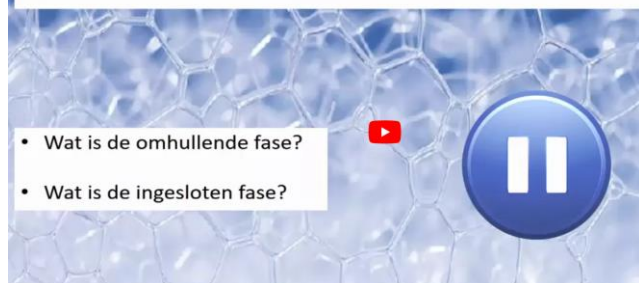 • Wat is de omhullende fase?
• Wat is de ingesloten fase?